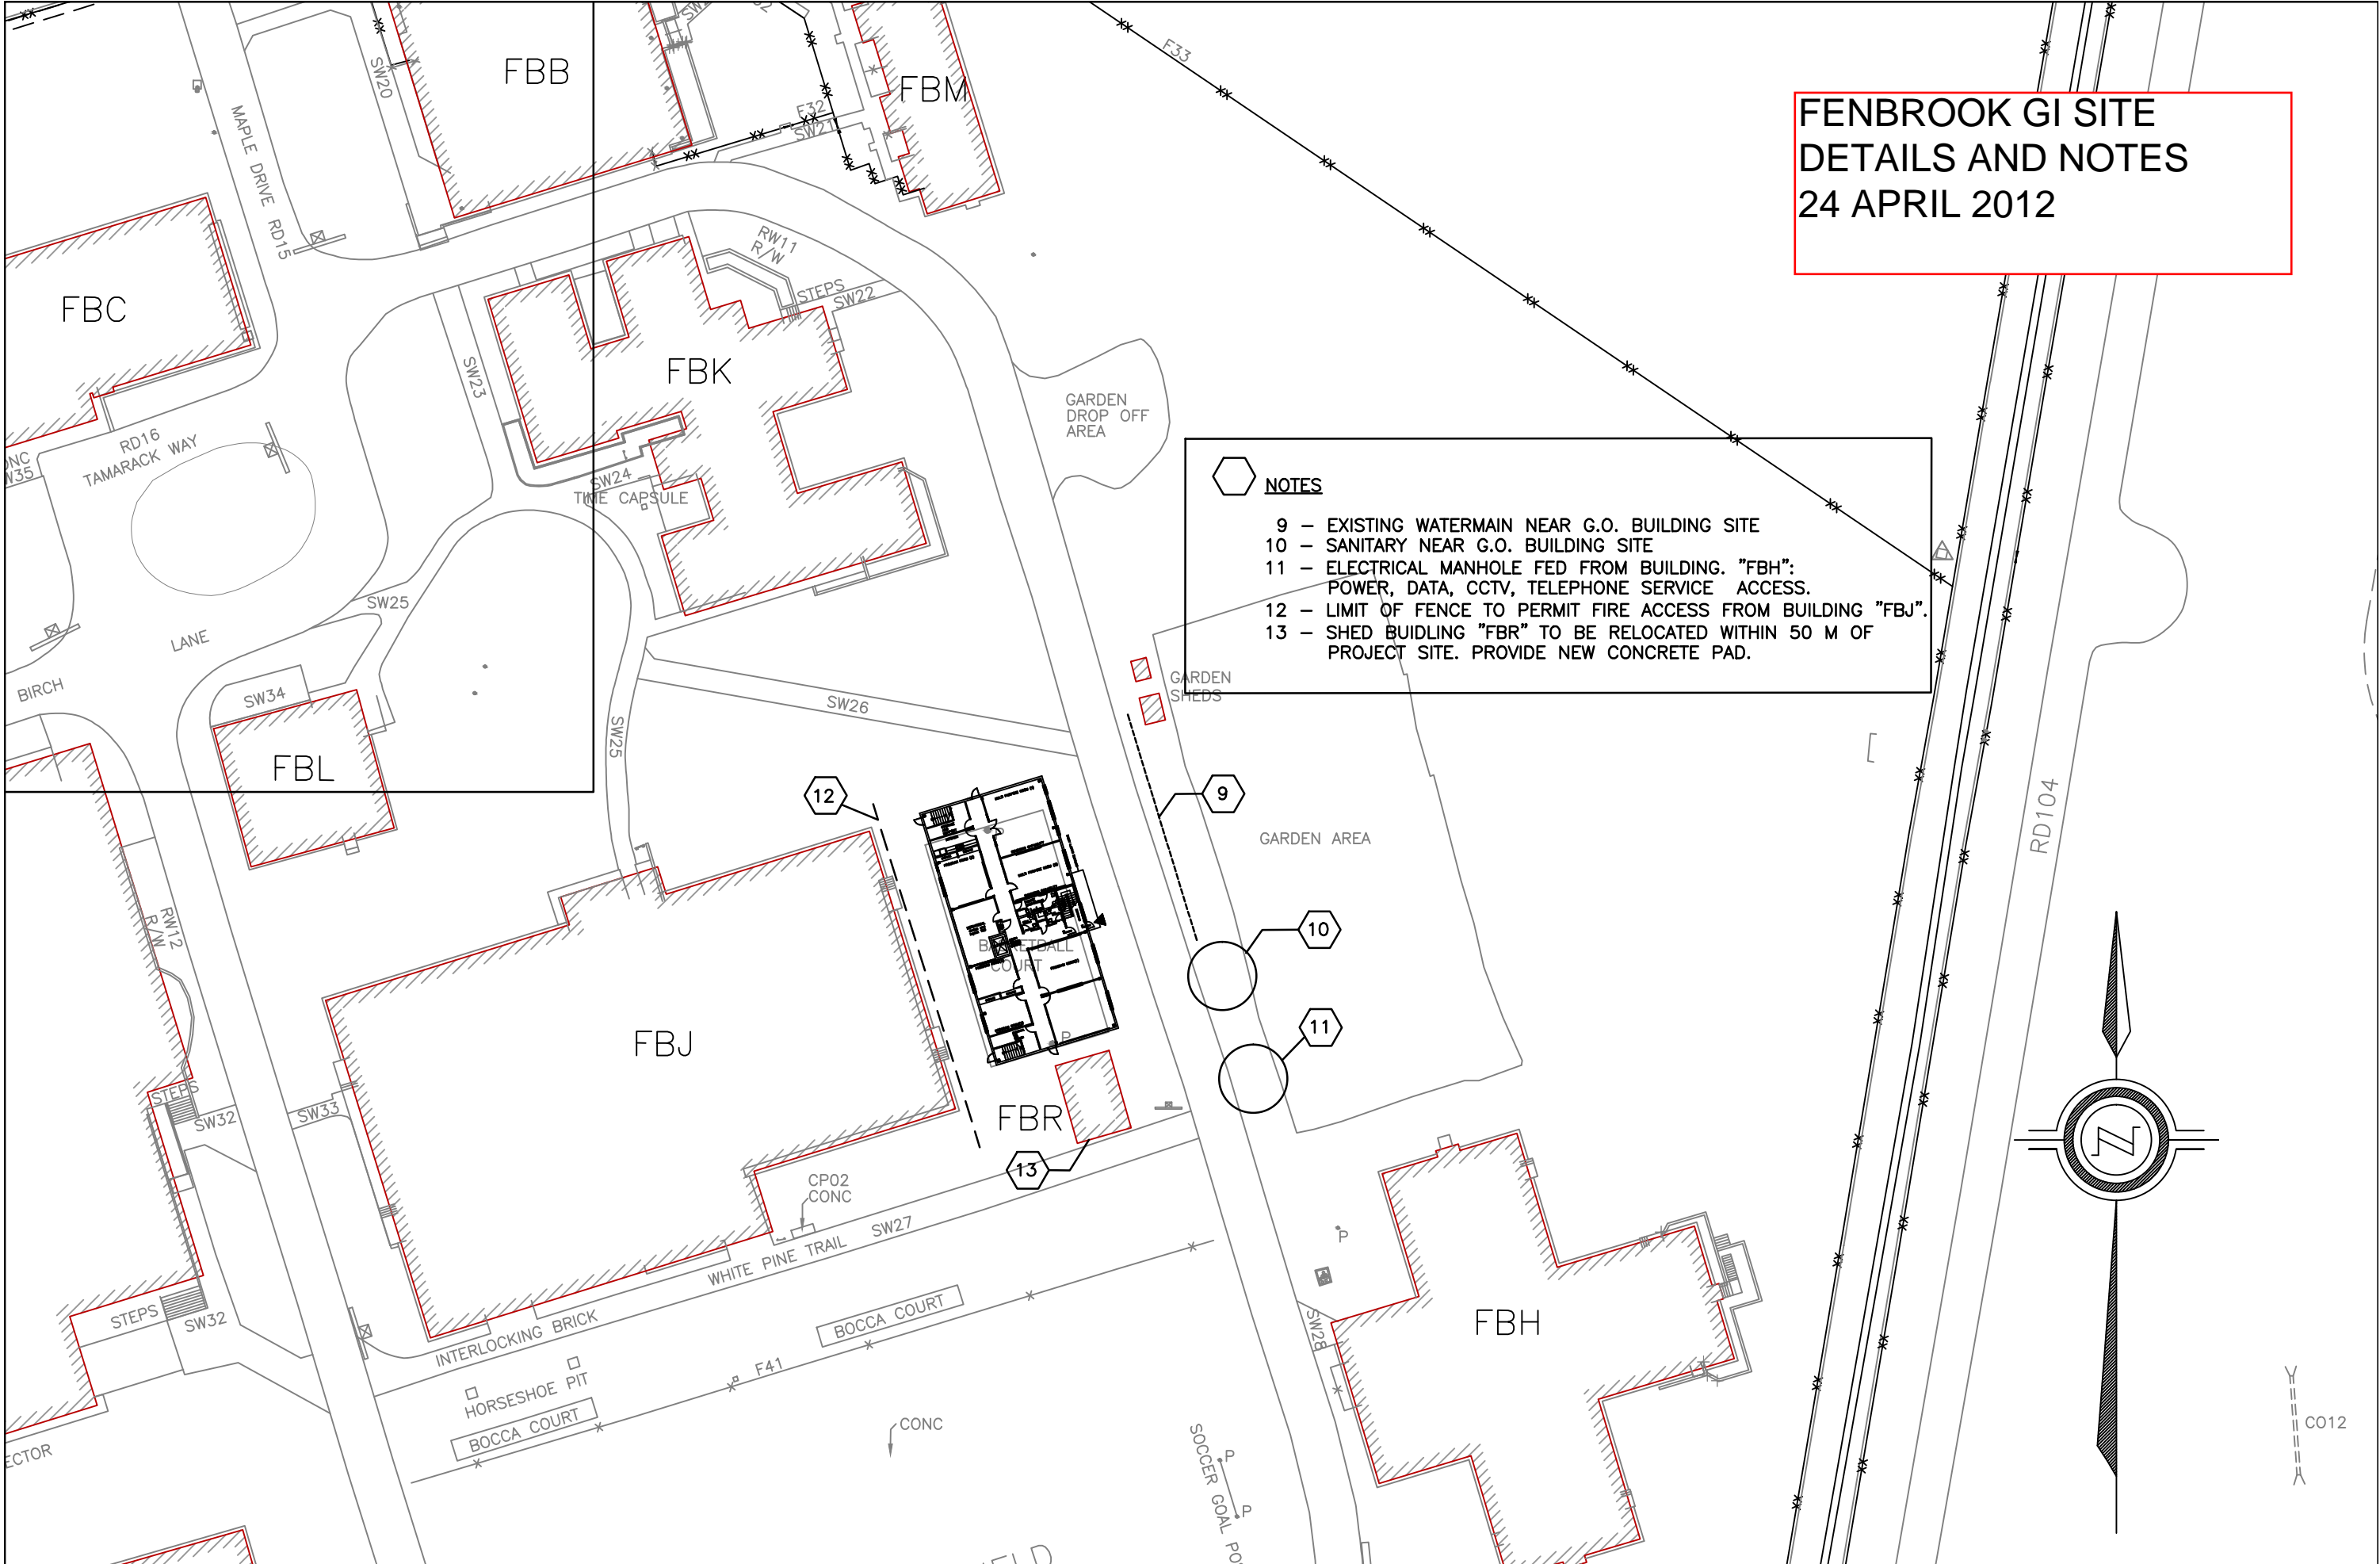 FENBROOK GI SITE
DETAILS AND NOTES
24 APRIL 2012
FBB
FBM
F33
F32
SW21
SW20
MAPLE DRIVE RD15
FBC
RW11
R/W
STEPS
SW22
FBK
SW23
GARDEN
DROP OFF
AREA
RD16
TAMARACK WAY
W35
SW24
TIME CAPSULE
NOTES
9 – EXISTING WATERMAIN NEAR G.O. BUILDING SITE
10 – SANITARY NEAR G.O. BUILDING SITE
11 – ELECTRICAL MANHOLE FED FROM BUILDING. "FBH":
POWER, DATA, CCTV, TELEPHONE SERVICE ACCESS.
12 – LIMIT OF FENCE TO PERMIT FIRE ACCESS FROM BUILDING "FBJ".
13 – SHED BUIDLING "FBR" TO BE RELOCATED WITHIN 50 M OF
PROJECT SITE. PROVIDE NEW CONCRETE PAD.
SW25
LANE
BIRCH
SW34
FBL
SW25
SW26
GARDEN
SHEDS
12
9
GARDEN AREA
RD104
RW12
R/W
BASKETBALL
COURT
10
11
FBJ
P
FBR
13
STEPS
SW32
SW33
CP02
CONC
WHITE PINE TRAIL SW27
INTERLOCKING BRICK
STEPS
SW32
BOCCA COURT
F41
HORSESHOE PIT
BOCCA COURT
CONC
P
SW28
FBH
N
SOCCER GOAL PO
P
P
CO12
ECTOR
ELD